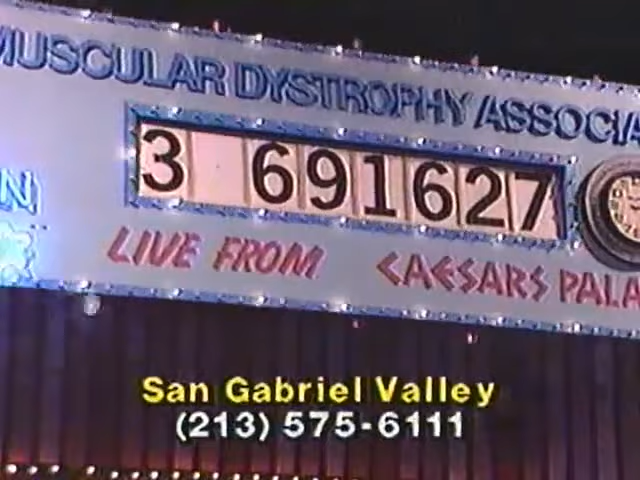 MUSCULAR DYSTROPHY ASSOCIA
3 691627
N
LIVE FROM CAESARS PALA
San Gabriel Valley
(213) 575-6111